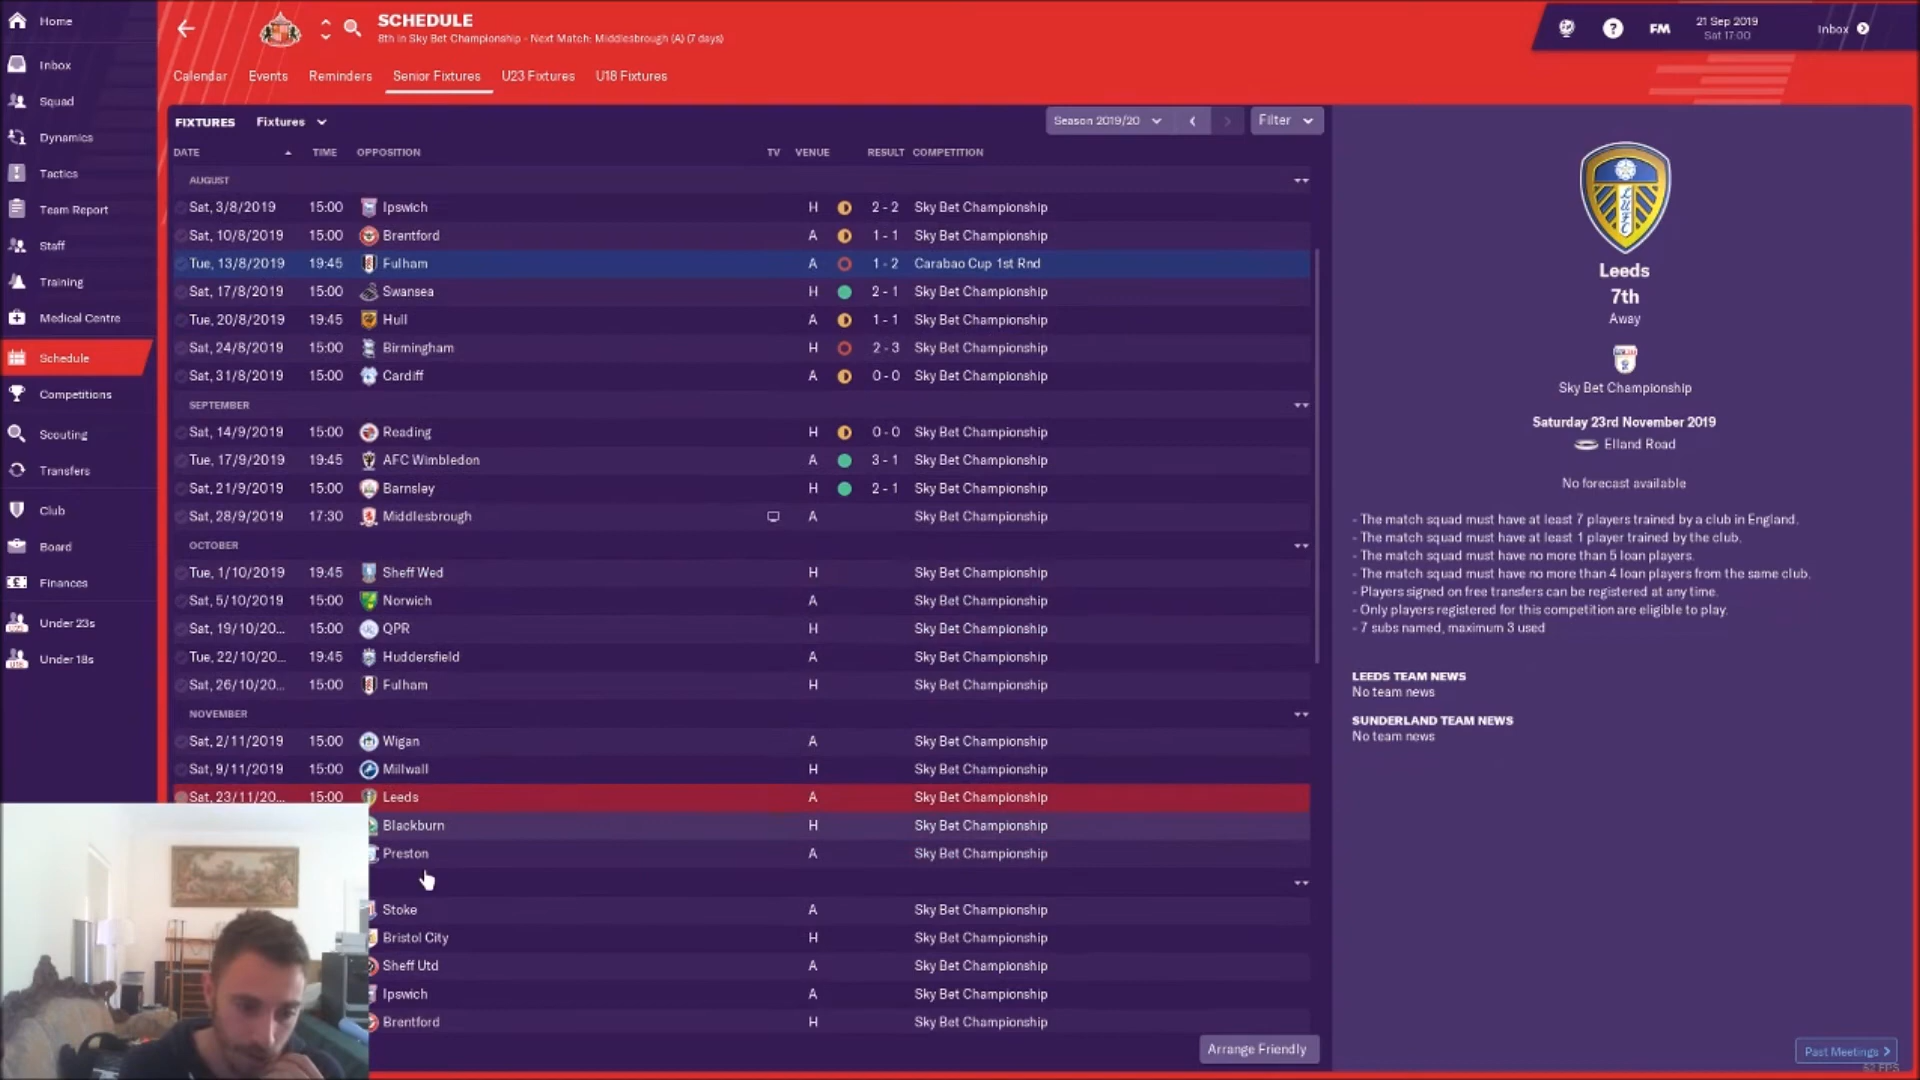 Home
SCHEDULE
8th in Sky Bet Championship - Next Match: Middlesbrough (A) (7 days)
FM
21 Sep 2019
Sat 17:00
Inbox
Calendar Events Reminders Senior Fixtures U23 Fixtures U18 Fixtures
Inbox
Squad
Dynamics
Tactics
Team Report
Staff
Training
Medical Centre
Schedule
Competitions
Scouting
Transfers
Club
Board
Finances
Under 23s
Under 18s
FIXTURES Fixtures Season 2019/20 Filter
DATE TIME OPPOSITION TV VENUE RESULT COMPETITION
AUGUST
Sat, 3/8/2019 15:00 Ipswich H 2 - 2 Sky Bet Championship
Sat, 10/8/2019 15:00 Brentford A 1 - 1 Sky Bet Championship
Tue, 13/8/2019 19:45 Fulham A 1 - 2 Carabao Cup 1st Rnd
Sat, 17/8/2019 15:00 Swansea H 2 - 1 Sky Bet Championship
Tue, 20/8/2019 19:45 Hull A 1 - 1 Sky Bet Championship
Sat, 24/8/2019 15:00 Birmingham H 2 - 3 Sky Bet Championship
Sat, 31/8/2019 15:00 Cardiff A 0 - 0 Sky Bet Championship
SEPTEMBER
Sat, 14/9/2019 15:00 Reading H 0 - 0 Sky Bet Championship
Tue, 17/9/2019 19:45 AFC Wimbledon A 3 - 1 Sky Bet Championship
Sat, 21/9/2019 15:00 Barnsley H 2 - 1 Sky Bet Championship
Sat, 28/9/2019 17:30 Middlesbrough A Sky Bet Championship
OCTOBER
Tue, 1/10/2019 19:45 Sheff Wed H Sky Bet Championship
Sat, 5/10/2019 15:00 Norwich A Sky Bet Championship
Sat, 19/10/20... 15:00 QPR H Sky Bet Championship
Tue, 22/10/20... 19:45 Huddersfield A Sky Bet Championship
Sat, 26/10/20... 15:00 Fulham H Sky Bet Championship
NOVEMBER
Sat, 2/11/2019 15:00 Wigan A Sky Bet Championship
Sat, 9/11/2019 15:00 Millwall H Sky Bet Championship
Sat, 23/11/20... 15:00 Leeds A Sky Bet Championship
Blackburn H Sky Bet Championship
Preston A Sky Bet Championship
Stoke A Sky Bet Championship
Bristol City H Sky Bet Championship
Sheff Utd A Sky Bet Championship
Ipswich A Sky Bet Championship
Brentford H Sky Bet Championship
Arrange Friendly
LUFC
Leeds
7th
Away
Sky Bet Championship
Saturday 23rd November 2019
Elland Road
No forecast available
- The match squad must have at least 7 players trained by a club in England.
- The match squad must have at least 1 player trained by the club.
- The match squad must have no more than 5 loan players.
- The match squad must have no more than 4 loan players from the same club.
- Players signed on free transfers can be registered at any time.
- Only players registered for this competition are eligible to play.
- 7 subs named, maximum 3 used
LEEDS TEAM NEWS
No team news
SUNDERLAND TEAM NEWS
No team news
Past Meetings
52 FPS